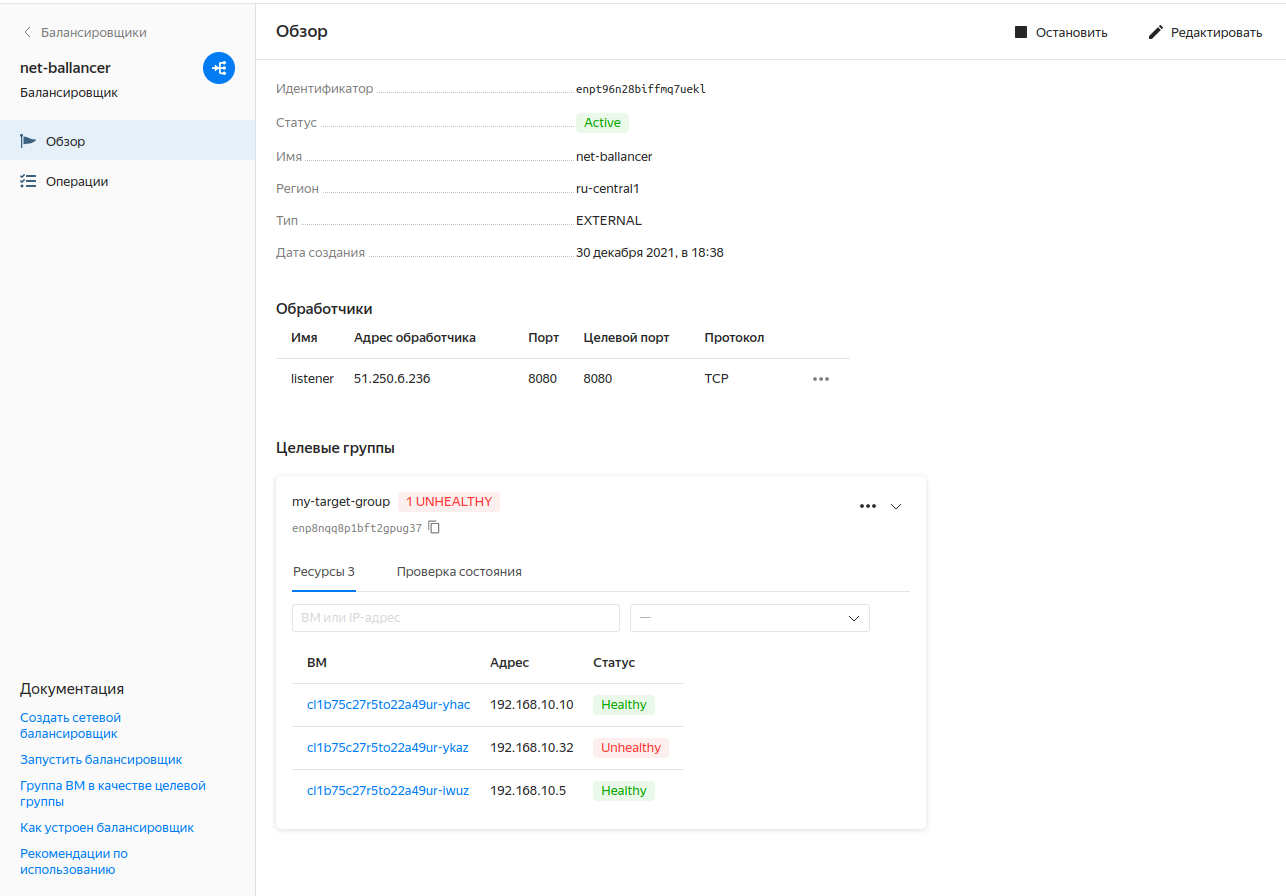 Балансировщики
net-ballancer
Балансировщик
Обзор
Операции
Документация
Создать сетевой
балансировщик
Запустить балансировщик
Группа ВМ в качестве целевой
группы
Как устроен балансировщик
Рекомендации по
использованию
Обзор
Остановить
Редактировать
Идентификатор enpt96n28biffmq7uekl
Статус Active
Имя net-ballancer
Регион ru-central1
Тип EXTERNAL
Дата создания 30 декабря 2021, в 18:38
Обработчики
Имя Адрес обработчика Порт Целевой порт Протокол
listener 51.250.6.236 8080 8080 TCP
Целевые группы
my-target-group 1 UNHEALTHY
enp8nqq8p1bft2gpug37
Ресурсы 3 Проверка состояния
ВМ или IP-адрес —
ВМ Адрес Статус
cl1b75c27r5to22a49ur-yhac 192.168.10.10 Healthy
cl1b75c27r5to22a49ur-ykaz 192.168.10.32 Unhealthy
cl1b75c27r5to22a49ur-iwuz 192.168.10.5 Healthy